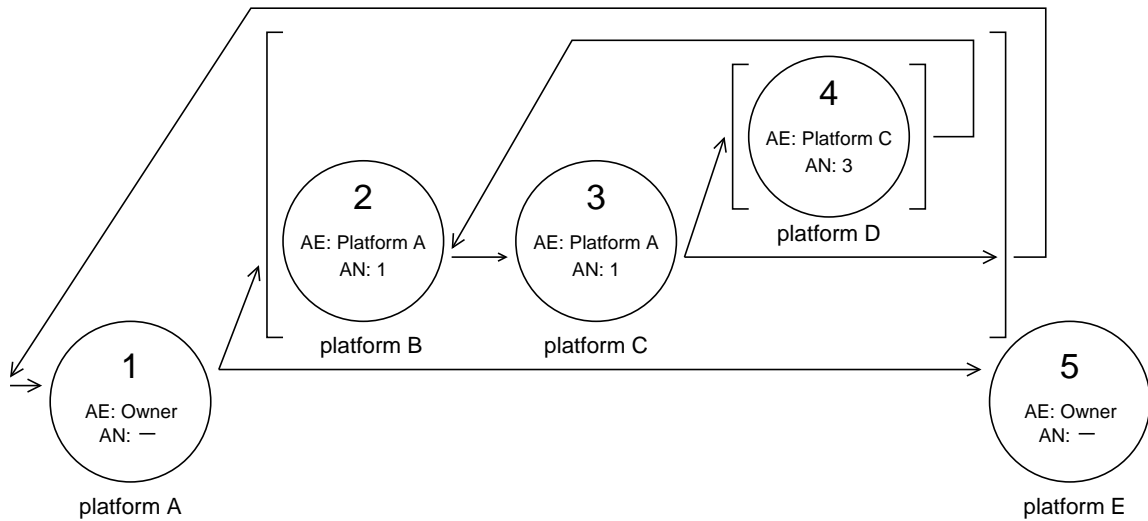 4
AE: Platform C
AN: 3
platform D
2
AE: Platform A
AN: 1
platform B
3
AE: Platform A
AN: 1
platform C
1
AE: Owner
AN: —
platform A
5
AE: Owner
AN: —
platform E